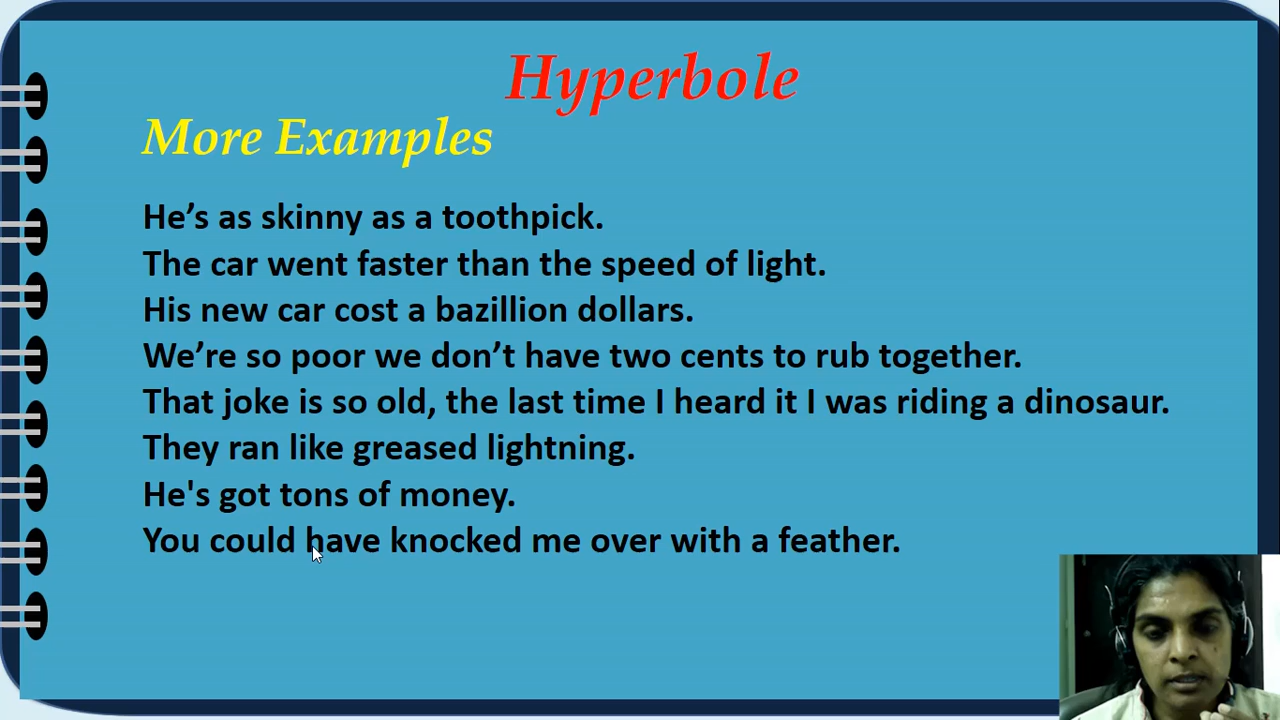 Hyperbole
More Examples
He’s as skinny as a toothpick.
The car went faster than the speed of light.
His new car cost a bazillion dollars.
We’re so poor we don’t have two cents to rub together.
That joke is so old, the last time I heard it I was riding a dinosaur.
They ran like greased lightning.
He's got tons of money.
You could have knocked me over with a feather.